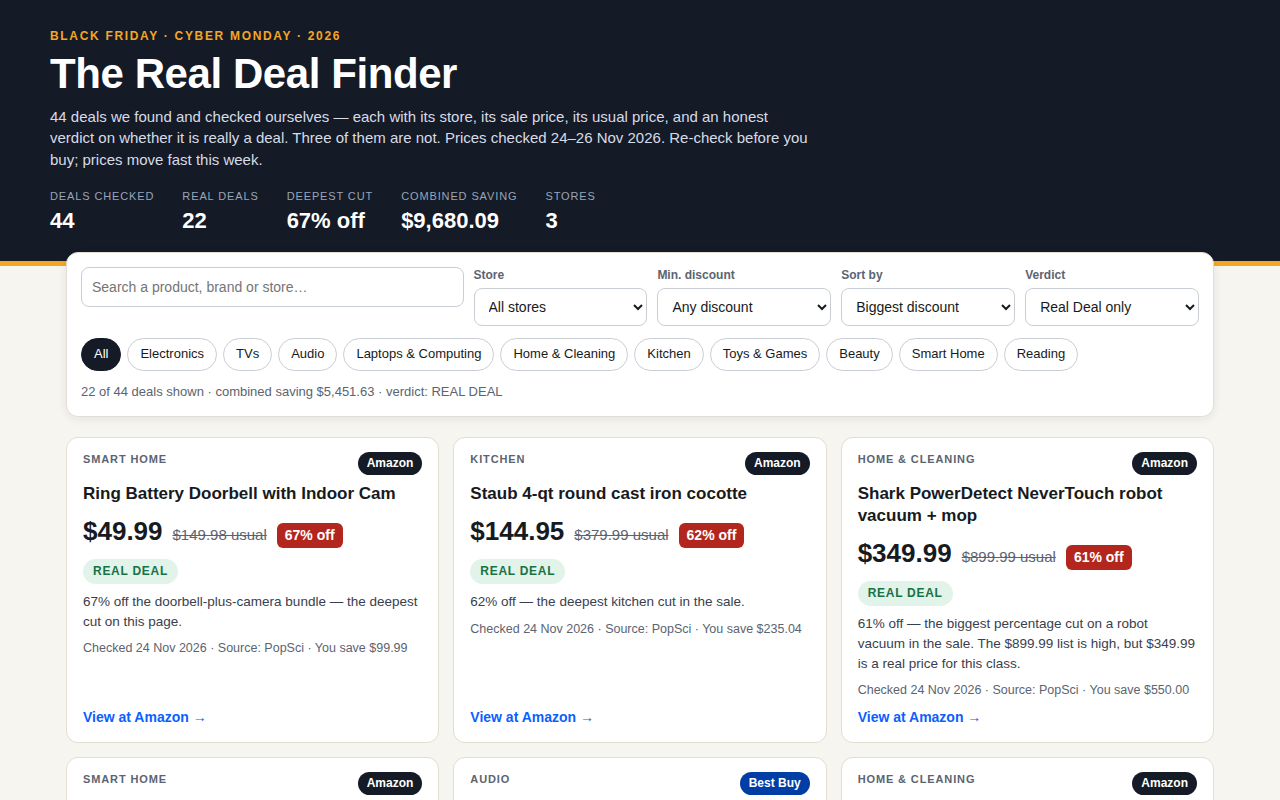 BLACK FRIDAY · CYBER MONDAY · 2026
The Real Deal Finder
44 deals we found and checked ourselves — each with its store, its sale price, its usual price, and an honest
verdict on whether it is really a deal. Three of them are not. Prices checked 24–26 Nov 2026. Re-check before you
buy; prices move fast this week.
DEALS CHECKED REAL DEALS DEEPEST CUT COMBINED SAVING STORES
44 22 67% off $9,680.09 3
Search a product, brand or store…
Store Min. discount Sort by Verdict
All stores Any discount Biggest discount Real Deal only
All Electronics TVs Audio Laptops & Computing Home & Cleaning Kitchen Toys & Games Beauty Smart Home Reading
22 of 44 deals shown · combined saving $5,451.63 · verdict: REAL DEAL
SMART HOME Amazon
Ring Battery Doorbell with Indoor Cam
$49.99 $149.98 usual 67% off
REAL DEAL
67% off the doorbell-plus-camera bundle — the deepest
cut on this page.
Checked 24 Nov 2026 · Source: PopSci · You save $99.99
View at Amazon →
KITCHEN Amazon
Staub 4-qt round cast iron cocotte
$144.95 $379.99 usual 62% off
REAL DEAL
62% off — the deepest kitchen cut in the sale.
Checked 24 Nov 2026 · Source: PopSci · You save $235.04
View at Amazon →
HOME & CLEANING Amazon
Shark PowerDetect NeverTouch robot
vacuum + mop
$349.99 $899.99 usual 61% off
REAL DEAL
61% off — the biggest percentage cut on a robot
vacuum in the sale. The $899.99 list is high, but $349.99
is a real price for this class.
Checked 24 Nov 2026 · Source: PopSci · You save $550.00
View at Amazon →
SMART HOME Amazon
AUDIO Best Buy
HOME & CLEANING Amazon